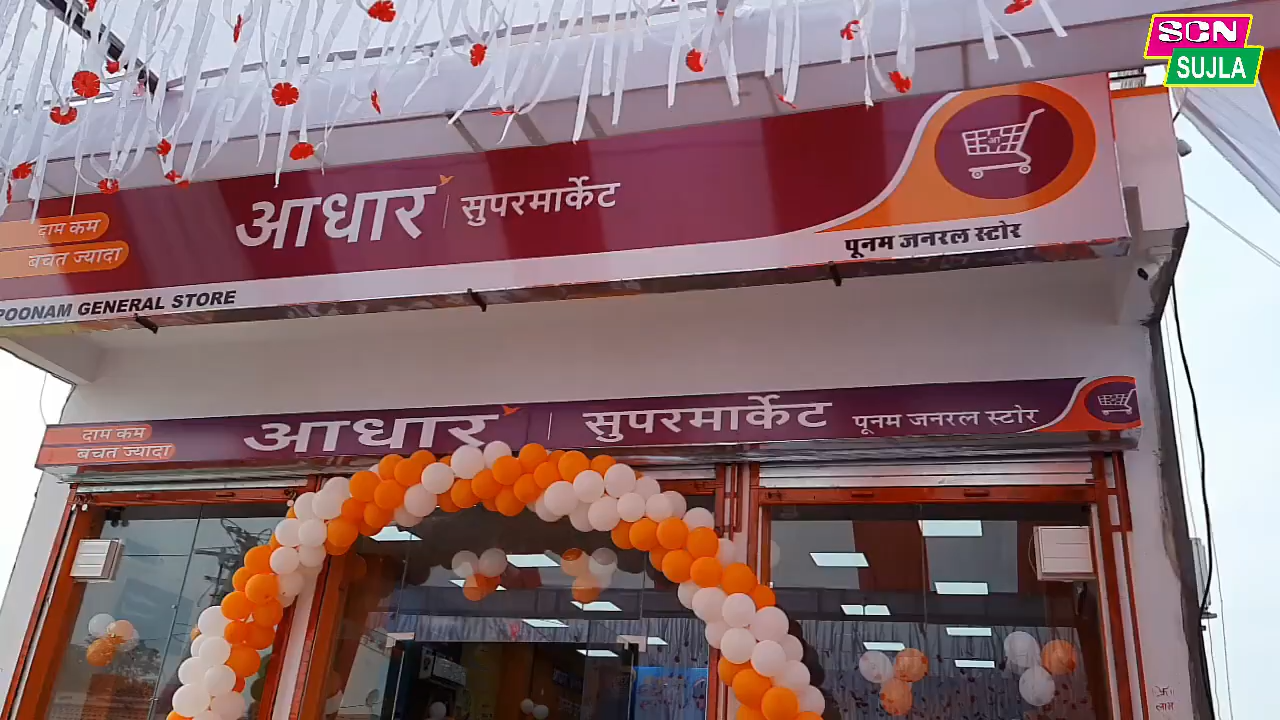 SCN
SUJLA
दाम कम
बचत ज्यादा
आधार सुपरमार्केट
पूनम जनरल स्टोर
POONAM GENERAL STORE
दाम कम
बचत ज्यादा
आधार सुपरमार्केट पूनम जनरल स्टोर
लाभ